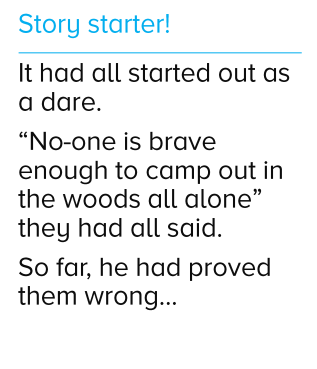 Story starter!
It had all started out as
a dare.
“No-one is brave
enough to camp out in
the woods all alone”
they had all said.
So far, he had proved
them wrong...